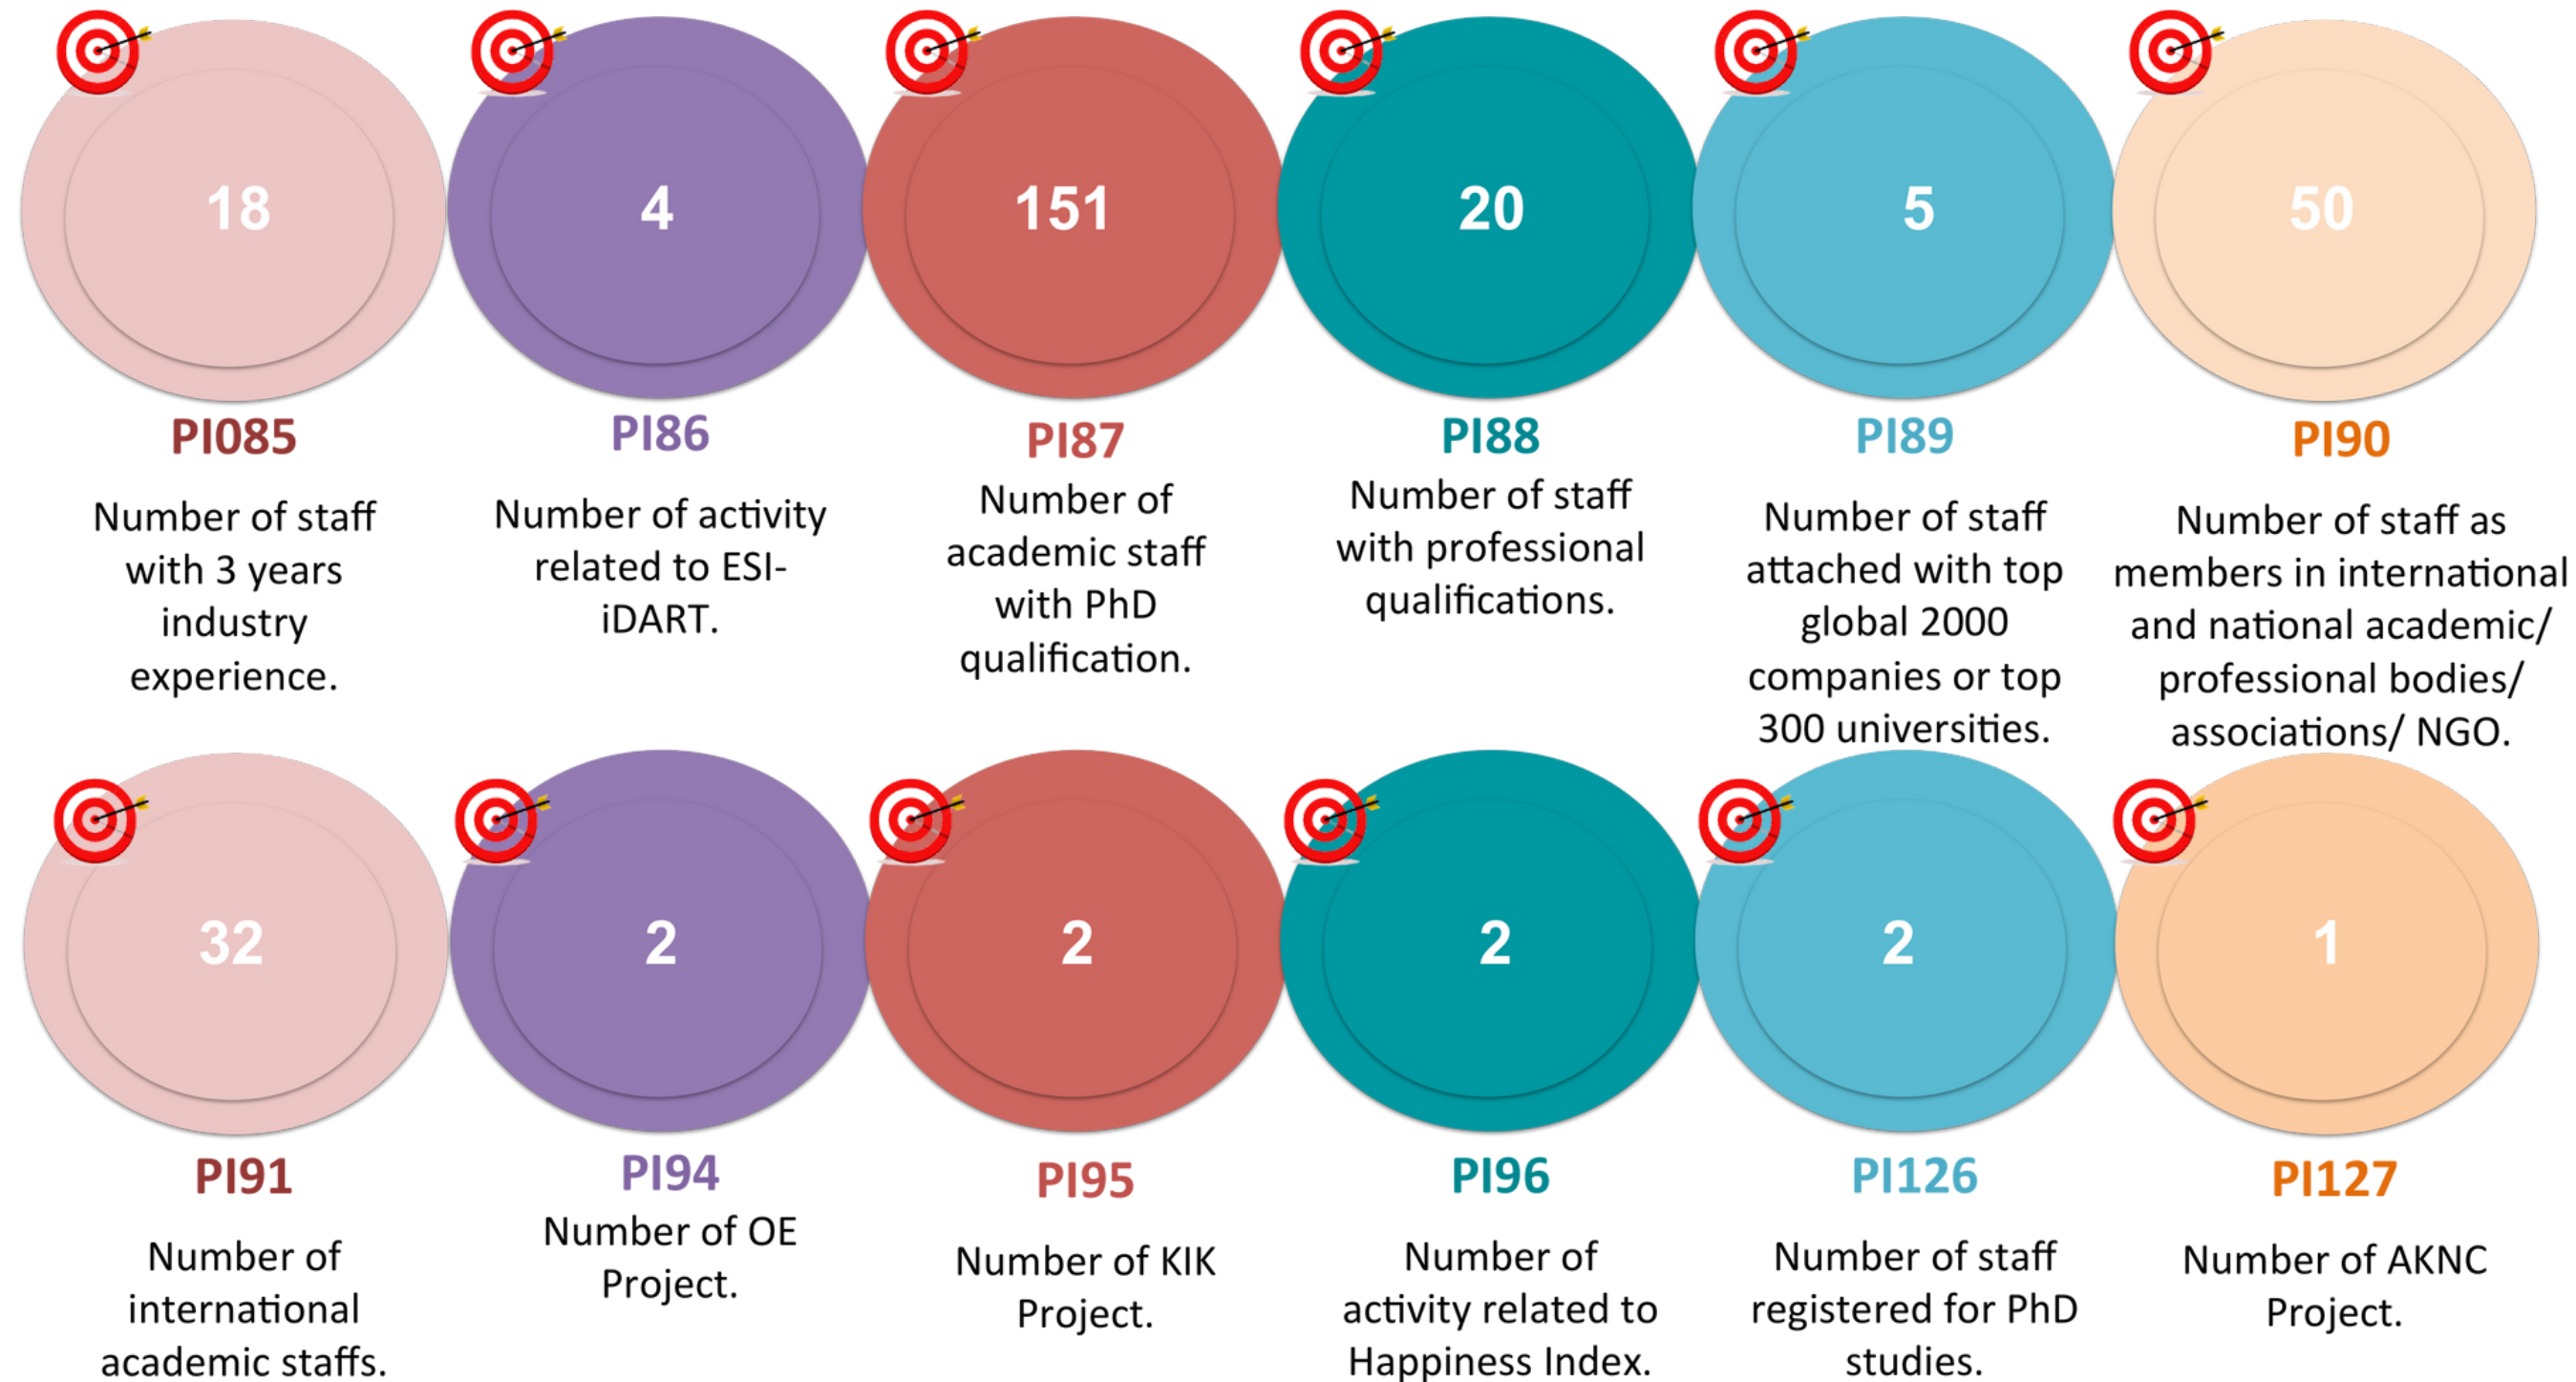 18
PI085
Number of staff
with 3 years
industry
experience.
4
PI86
Number of activity
related to ESI-
iDART.
151
PI87
Number of
academic staff
with PhD
qualification.
20
PI88
Number of staff
with professional
qualifications.
5
PI89
Number of staff
attached with top
global 2000
companies or top
300 universities.
50
PI90
Number of staff as
members in international
and national academic/
professional bodies/
associations/ NGO.
32
PI91
Number of
international
academic staffs.
2
PI94
Number of OE
Project.
2
PI95
Number of KIK
Project.
2
PI96
Number of
activity related to
Happiness Index.
2
PI126
Number of staff
registered for PhD
studies.
1
PI127
Number of AKNC
Project.